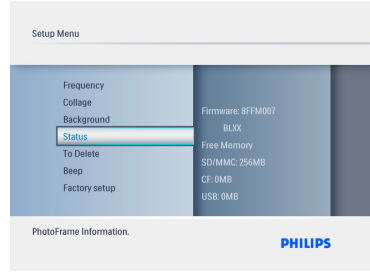 Setup Menu
Frequency
Collage
Background
Status
To Delete
Beep
Factory setup
Firmware: 8FFM007
BLXX
Free Memory
SD/MMC: 256MB
CF: 0MB
USB: 0MB
PhotoFrame Information.
PHILIPS